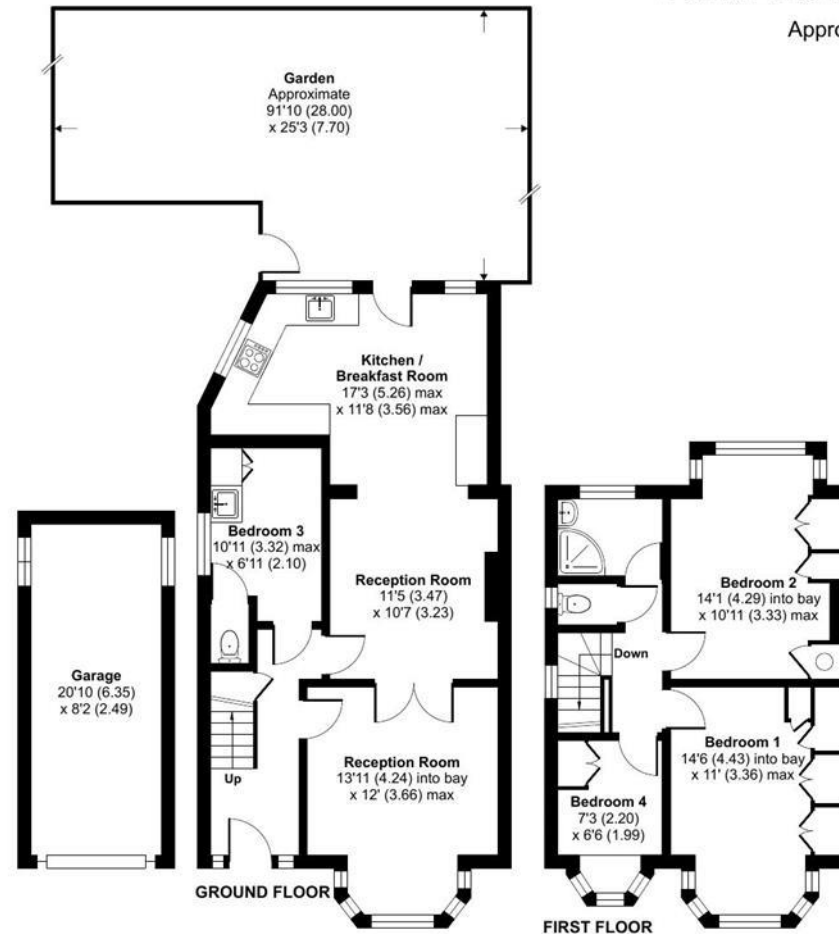 Appro
Garden
Approximate
91'10 (28.00)
x 25'3 (7.70)
Kitchen /
Breakfast Room
17'3 (5.26) max
x 11'8 (3.56) max
Bedroom 3
10'11 (3.32) max
x 6'11 (2.10)
Reception Room
11'5 (3.47)
x 10'7 (3.23)
Garage
20'10 (6.35)
x 8'2 (2.49)
Up
Reception Room
13'11 (4.24) into bay
x 12' (3.66) max
GROUND FLOOR
Bedroom 2
14'1 (4.29) into bay
x 10'11 (3.33) max
Down
Bedroom 1
14'6 (4.43) into bay
x 11' (3.36) max
Bedroom 4
7'3 (2.20)
x 6'6 (1.99)
FIRST FLOOR